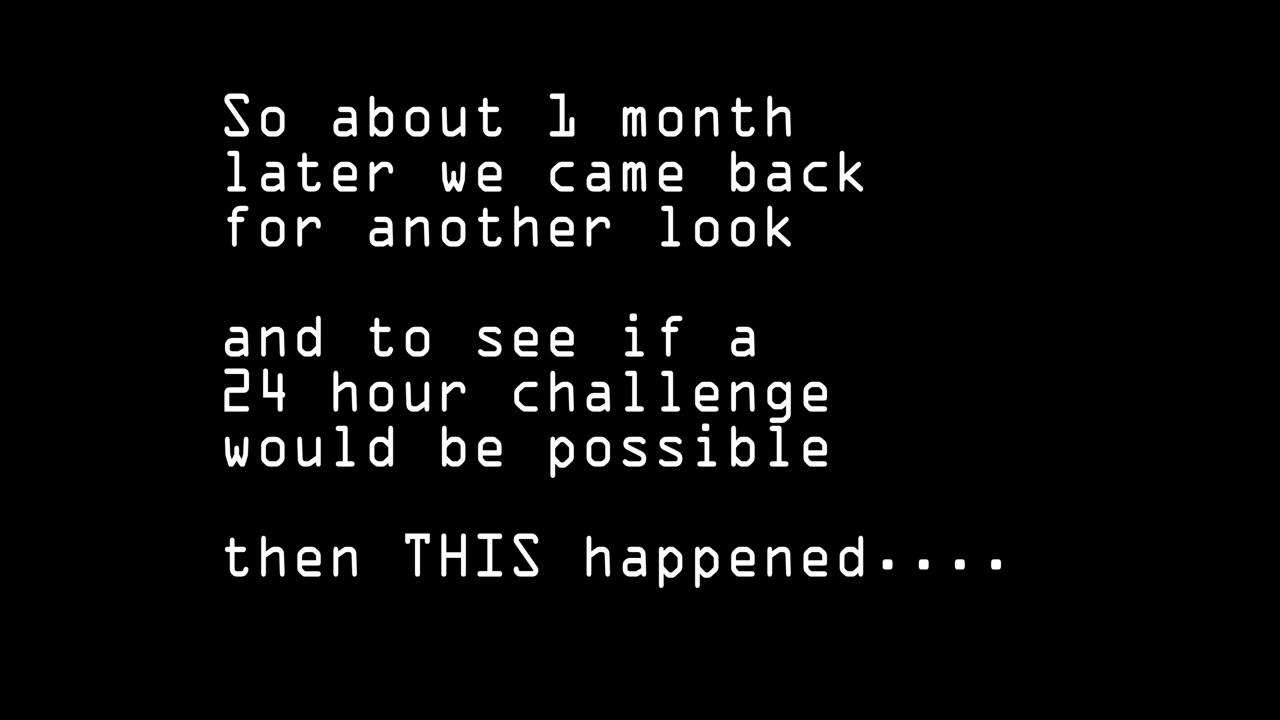 So about 1 month
later we came back
for another look
and to see if a
24 hour challenge
would be possible
then THIS happened....